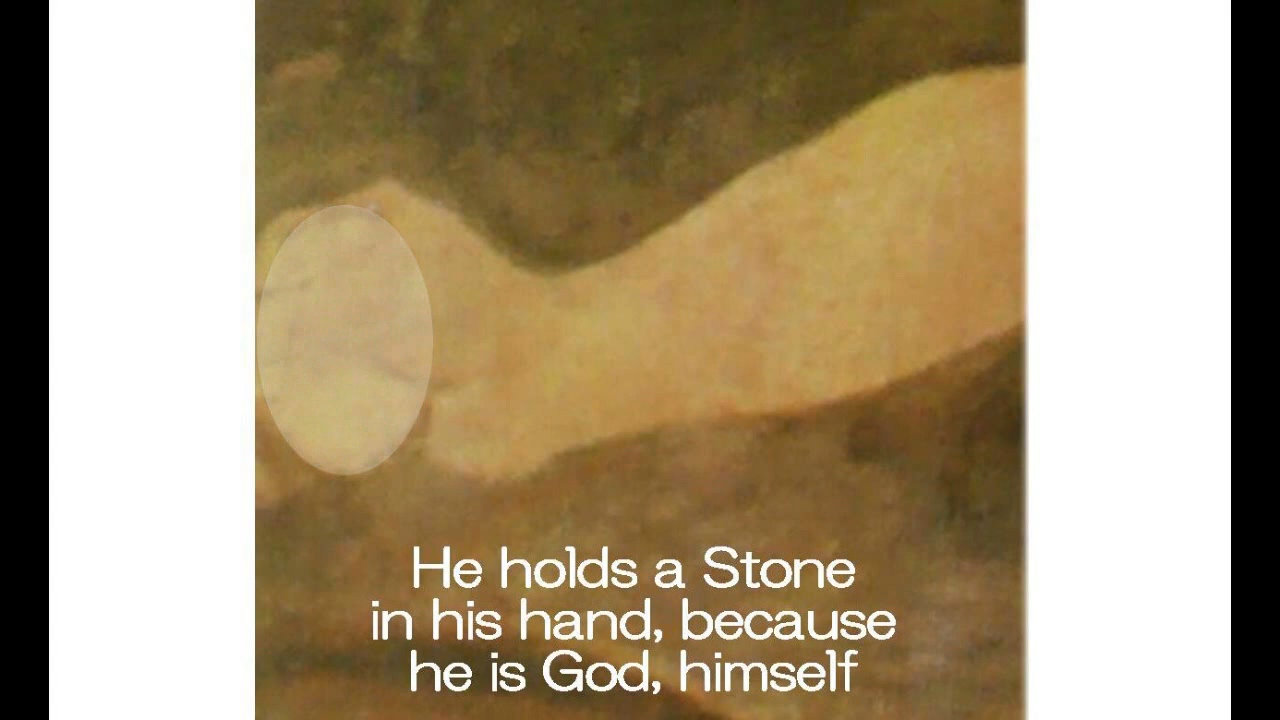 He holds a Stone
in his hand, because
he is God, himself